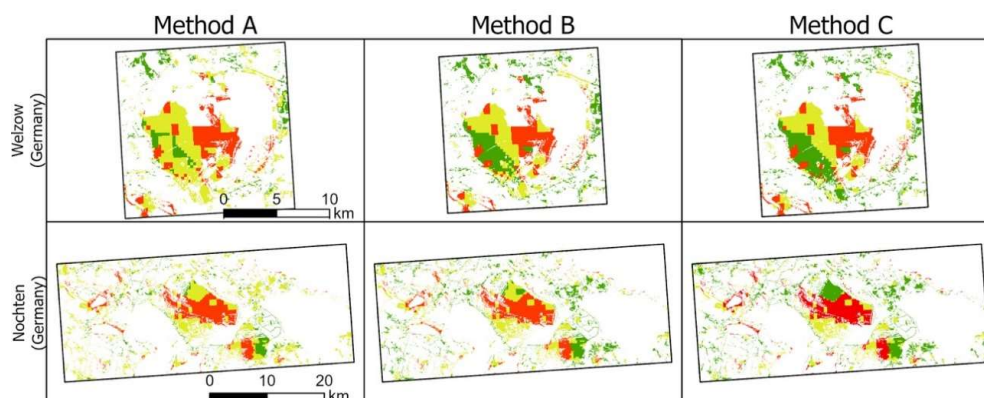 Method A
Method B
Method C
Welzow
(Germany)
0 5 10
km
Nochten
(Germany)
0 10 20
km